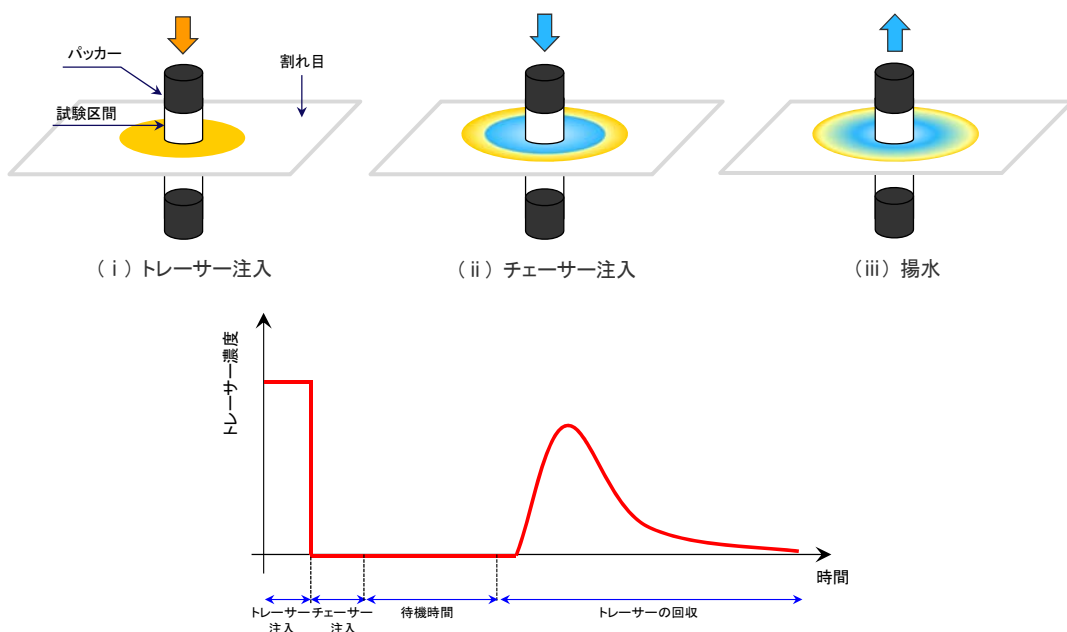 パッカー
割れ目
試験区間
(ⅰ)トレーサー注入
(ⅱ)チェーサー注入
(ⅲ)揚水
トレーサー濃度
時間
トレーサー
注入
チェーサー
注入
待機時間
トレーサーの回収